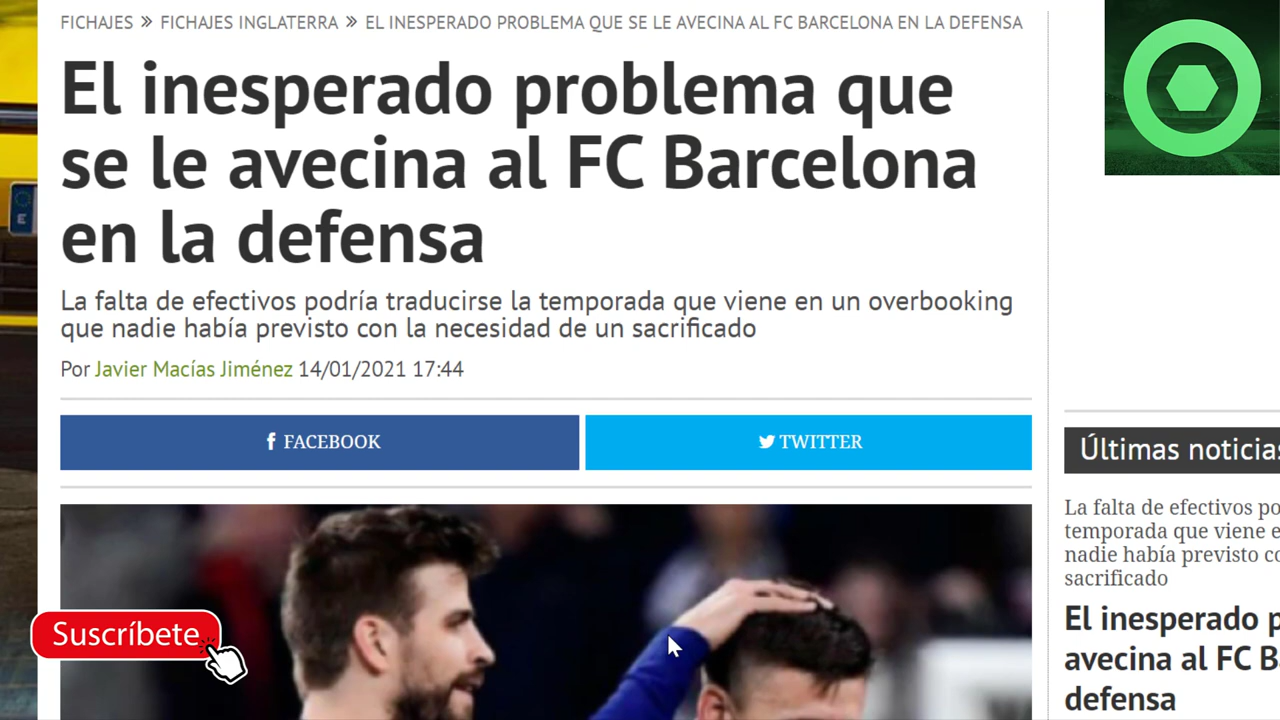 FICHAJES » FICHAJES INGLATERRA » EL INESPERADO PROBLEMA QUE SE LE AVECINA AL FC BARCELONA EN LA DEFENSA
El inesperado problema que
se le avecina al FC Barcelona
en la defensa
La falta de efectivos podría traducirse la temporada que viene en un overbooking
que nadie había previsto con la necesidad de un sacrificado
Por Javier Macías Jiménez 14/01/2021 17:44
FACEBOOK
TWITTER
Últimas noticias
La falta de efectivos po
temporada que viene e
nadie había previsto co
sacrificado
El inesperado p
avecina al FC B
defensa
Suscríbete
E